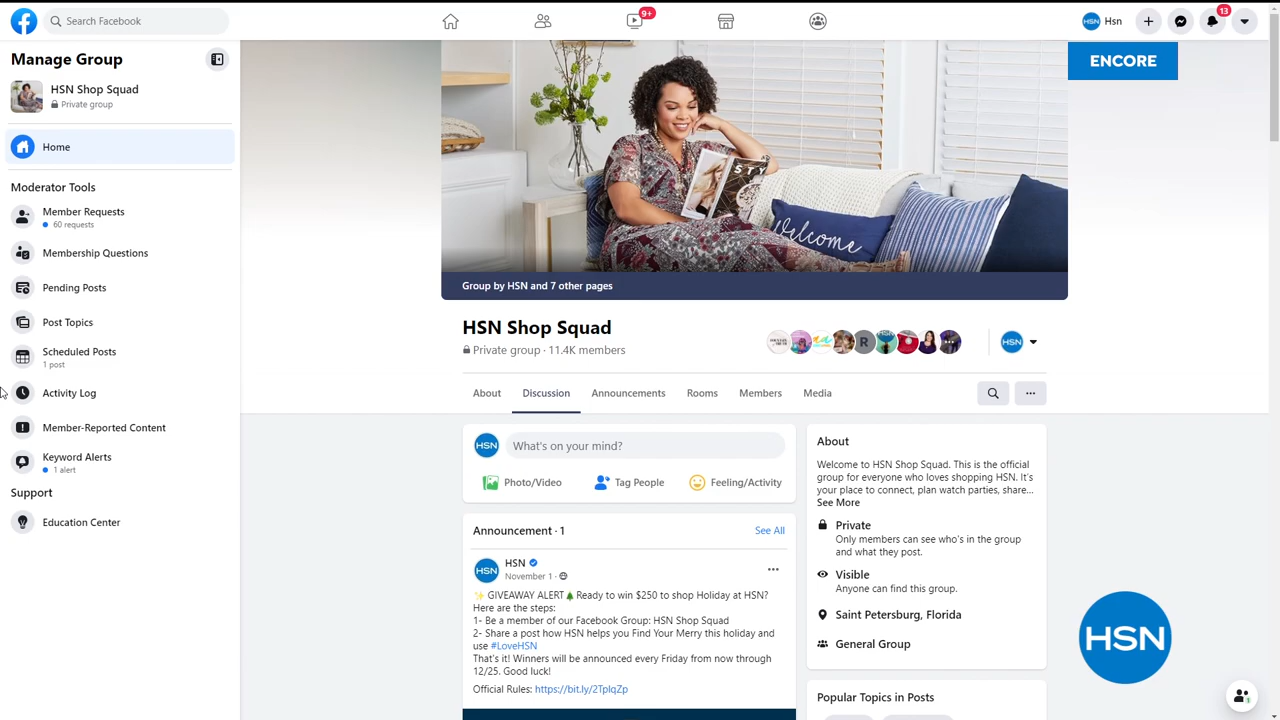 Search Facebook
9+
HSN
Hsn
13
ENCORE
Manage Group
HSN Shop Squad
Private group
Home
Moderator Tools
Member Requests
60 requests
Membership Questions
Pending Posts
Post Topics
Scheduled Posts
1 post
Activity Log
Member-Reported Content
Keyword Alerts
1 alert
Support
Education Center
STY
welcome
Group by HSN and 7 other pages
HSN Shop Squad
Private group · 11.4K members
R
HSN
About Discussion Announcements Rooms Members Media
HSN What's on your mind?
Photo/Video Tag People Feeling/Activity
Announcement · 1 See All
HSN
HSN
November 1 ·
✨ GIVEAWAY ALERT🎄 Ready to win $250 to shop Holiday at HSN?
Here are the steps:
1- Be a member of our Facebook Group: HSN Shop Squad
2- Share a post how HSN helps you Find Your Merry this holiday and
use #LoveHSN
That's it! Winners will be announced every Friday from now through
12/25. Good luck!
Official Rules: https://bit.ly/2TplqZp
About
Welcome to HSN Shop Squad. This is the official
group for everyone who loves shopping HSN. It's
your place to connect, plan watch parties, share...
See More
Private
Only members can see who's in the group
and what they post.
Visible
Anyone can find this group.
Saint Petersburg, Florida
General Group
Popular Topics in Posts
HSN